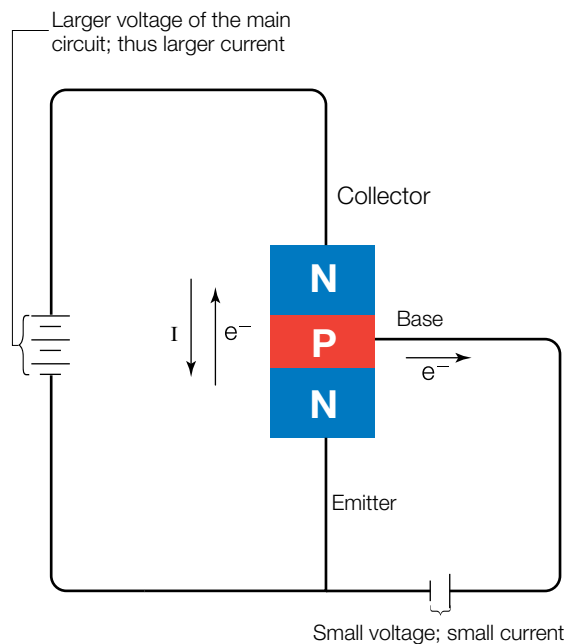 Larger voltage of the main
circuit; thus larger current
Collector
N
I
e⁻
P
Base
e⁻
N
Emitter
Small voltage; small current